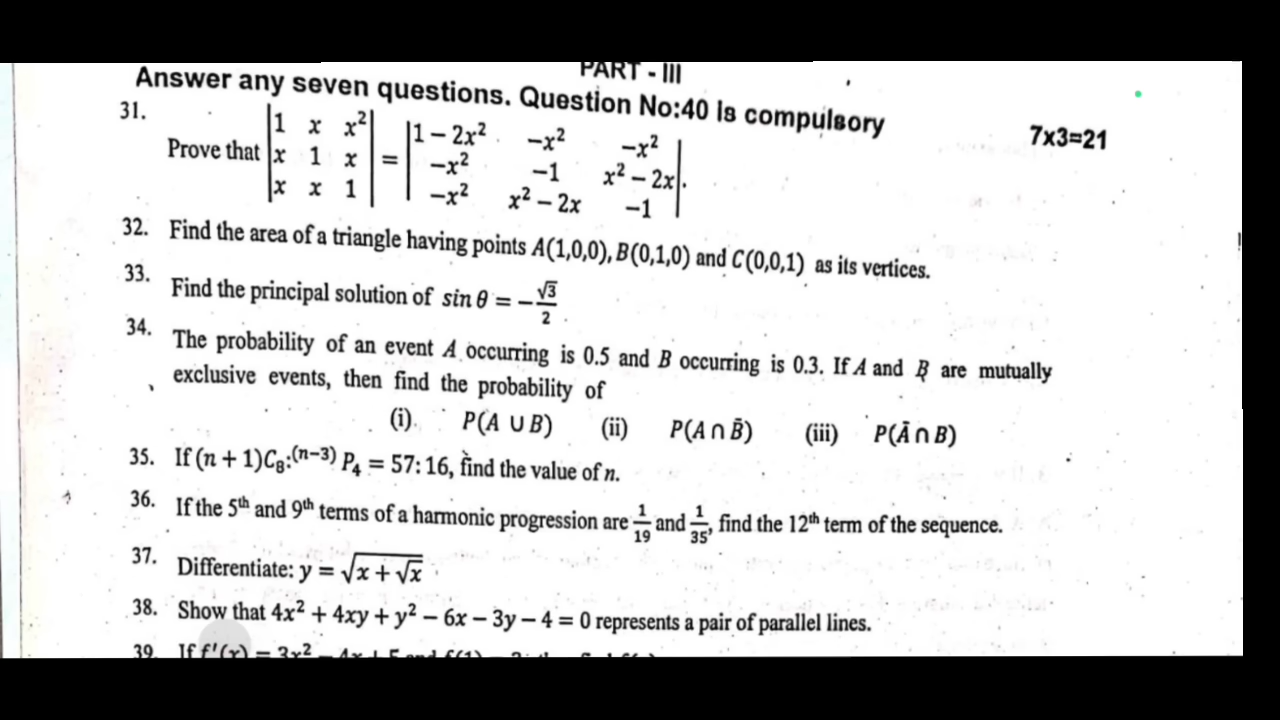 PART - III
Answer any seven questions. Question No:40 is compulsory
7x3=21
31. Prove that |1 x x²; x 1 x; x x 1| = |1 − 2x² −x² −x²; −x² −1 x² − 2x; −x² x² − 2x −1|.
32. Find the area of a triangle having points A(1,0,0), B(0,1,0) and C(0,0,1) as its vertices.
33. Find the principal solution of sin θ = −√3/2 .
34. The probability of an event A occurring is 0.5 and B occurring is 0.3. If A and B are mutually
exclusive events, then find the probability of
(i). P(A ∪ B) (ii) P(A ∩ B̄) (iii) P(Ā ∩ B)
35. If (n + 1)C₈:⁽ⁿ⁻³⁾ P₄ = 57: 16, find the value of n.
36. If the 5th and 9th terms of a harmonic progression are 1/19 and 1/35, find the 12th term of the sequence.
37. Differentiate: y = √(x + √x)
38. Show that 4x² + 4xy + y² − 6x − 3y − 4 = 0 represents a pair of parallel lines.
39. If f'(x) = 3x² − 4x + 5 and f(1)